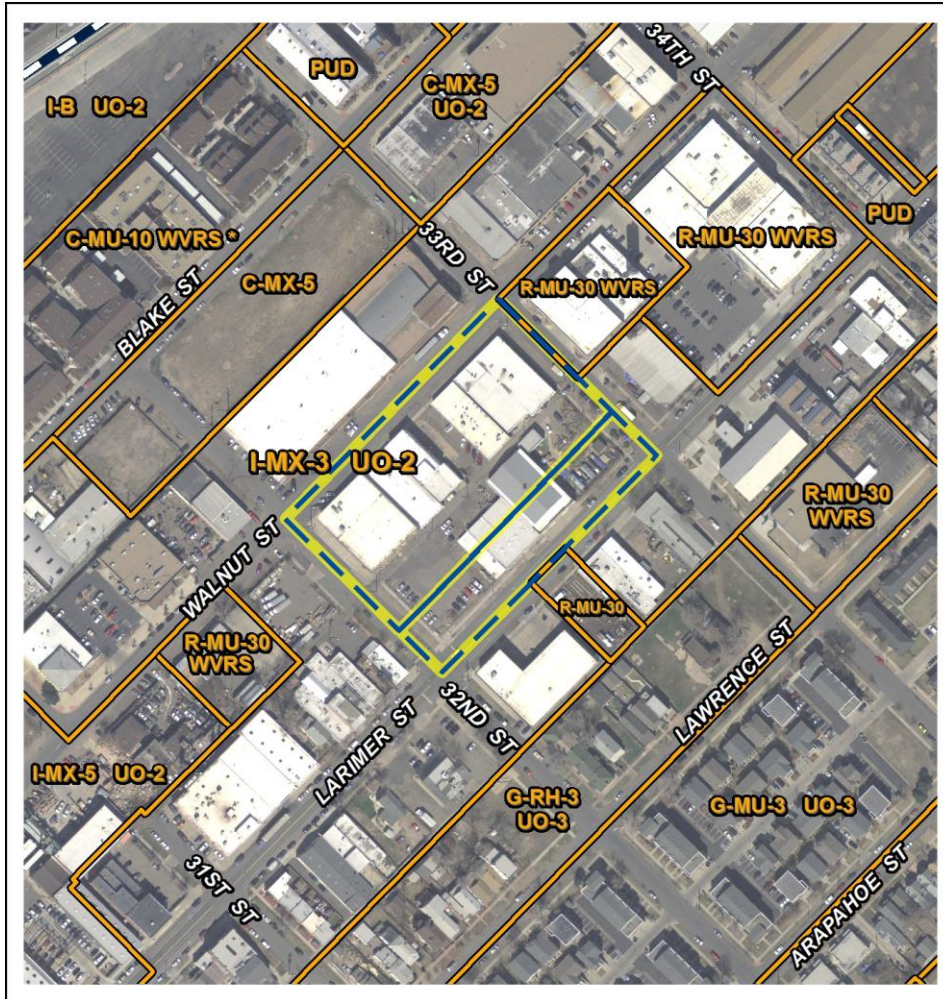 34TH ST
PUD
C-MX-5
UO-2
I-B UO-2
PUD
C-MU-10 WVRS *
R-MU-30 WVRS
33RD ST
C-MX-5
R-MU-30 WVRS
BLAKE ST
I-MX-3 UO-2
R-MU-30
WVRS
WALNUT ST
R-MU-30
R-MU-30
WVRS
LAWRENCE ST
32ND ST
LARIMER ST
I-MX-5 UO-2
G-RH-3
UO-3
G-MU-3 UO-3
31ST ST
ARAPAHOE ST